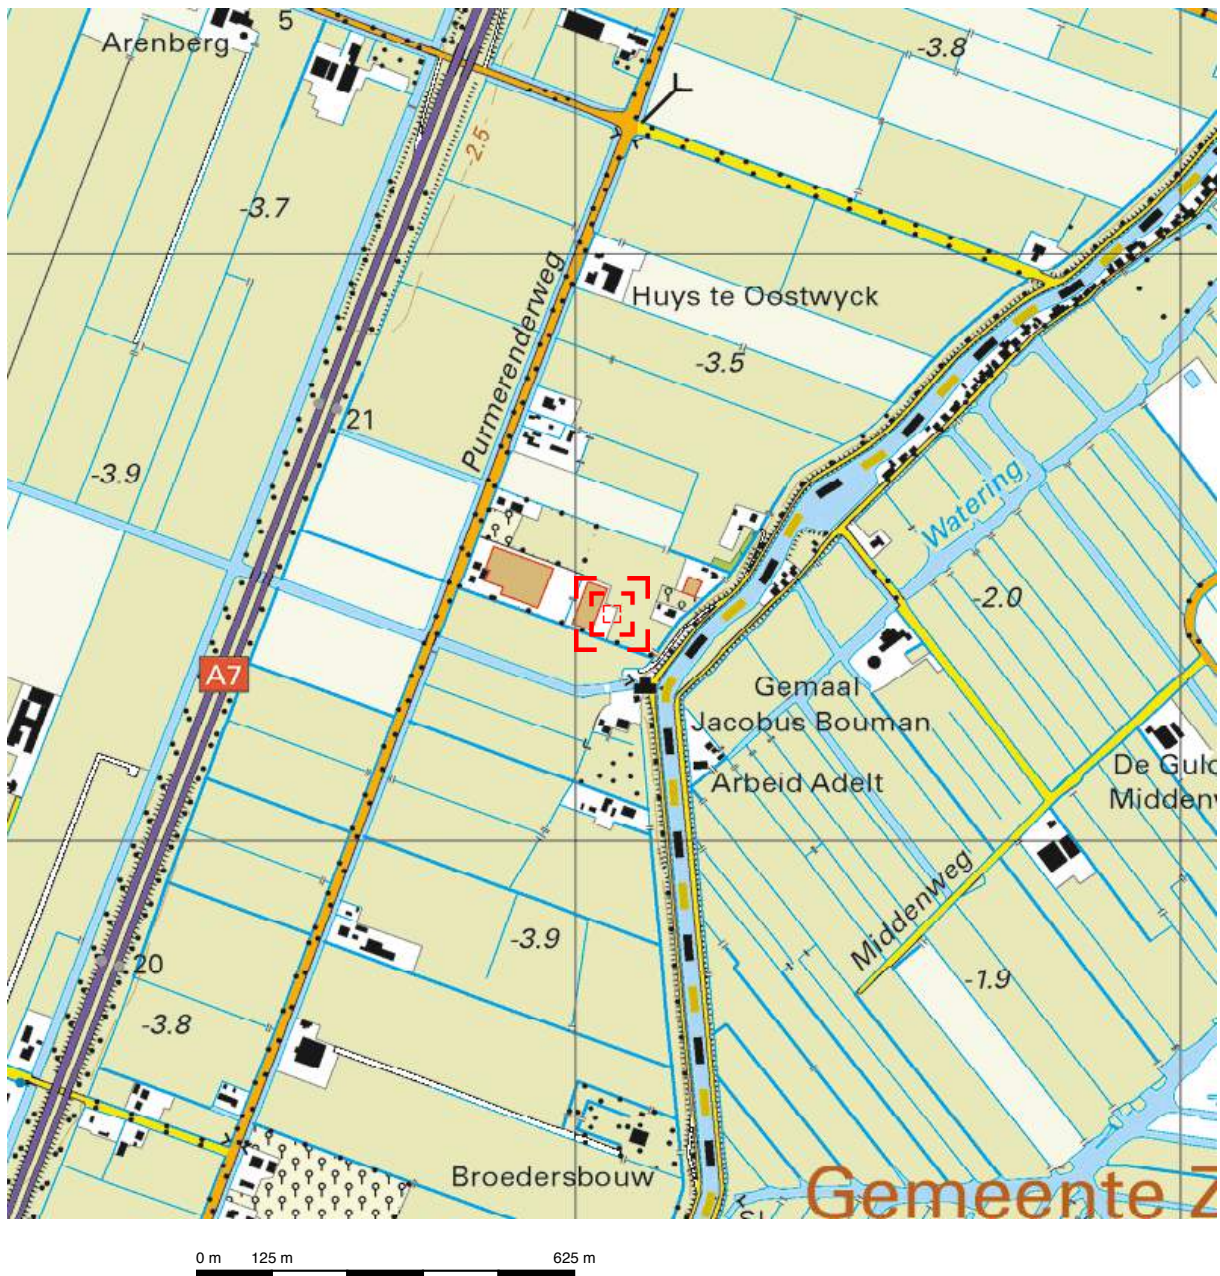 5
Arenberg
-3.8
-2.5
-3.7
Purmerenderweg
Huys te Oostwyck
-3.5
21
-3.9
Watering
-2.0
A7
Gemaal
Jacobus Bouman
Arbeid Adelt
De Guld
Midden
Middenweg
-3.9
20
-1.9
-3.8
Broedersbouw
Gemeente Z
0 m
125 m
625 m